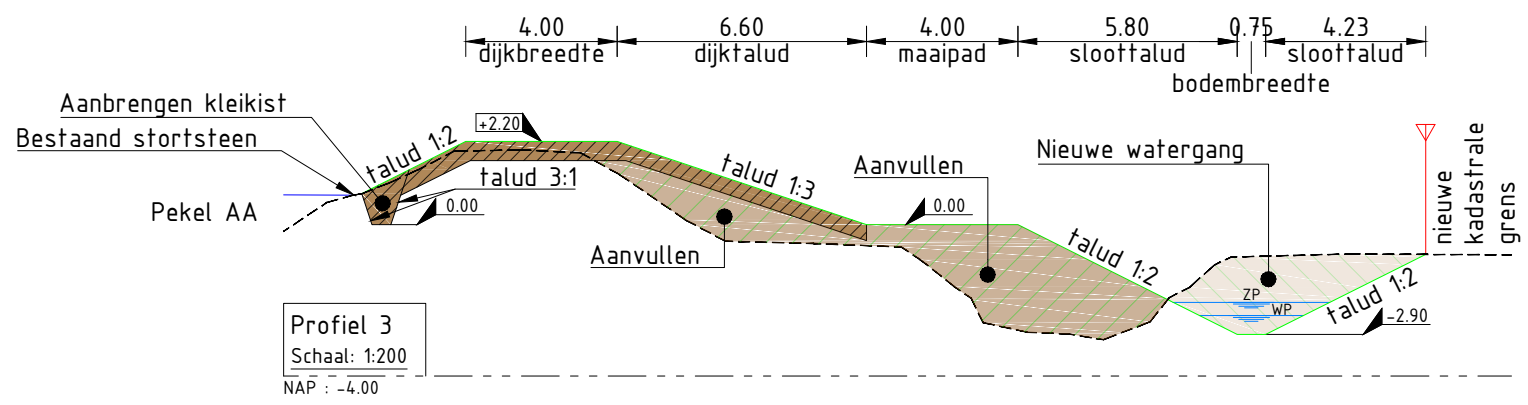 4.00 6.60 4.00 5.80 0.75 4.23
dijkbreedte dijktalud maaipad sloottalud sloottalud
bodembreedte
Aanbrengen kleikist
Bestaand stortsteen
talud 1:2
+2.20
talud 3:1
Pekel AA
0.00
talud 1:3
Aanvullen
Aanvullen
0.00
talud 1:2
Nieuwe watergang
ZP
WP
talud 1:2
-2.90
nieuwe
kadastrale
grens
Profiel 3
Schaal: 1:200
NAP : -4.00